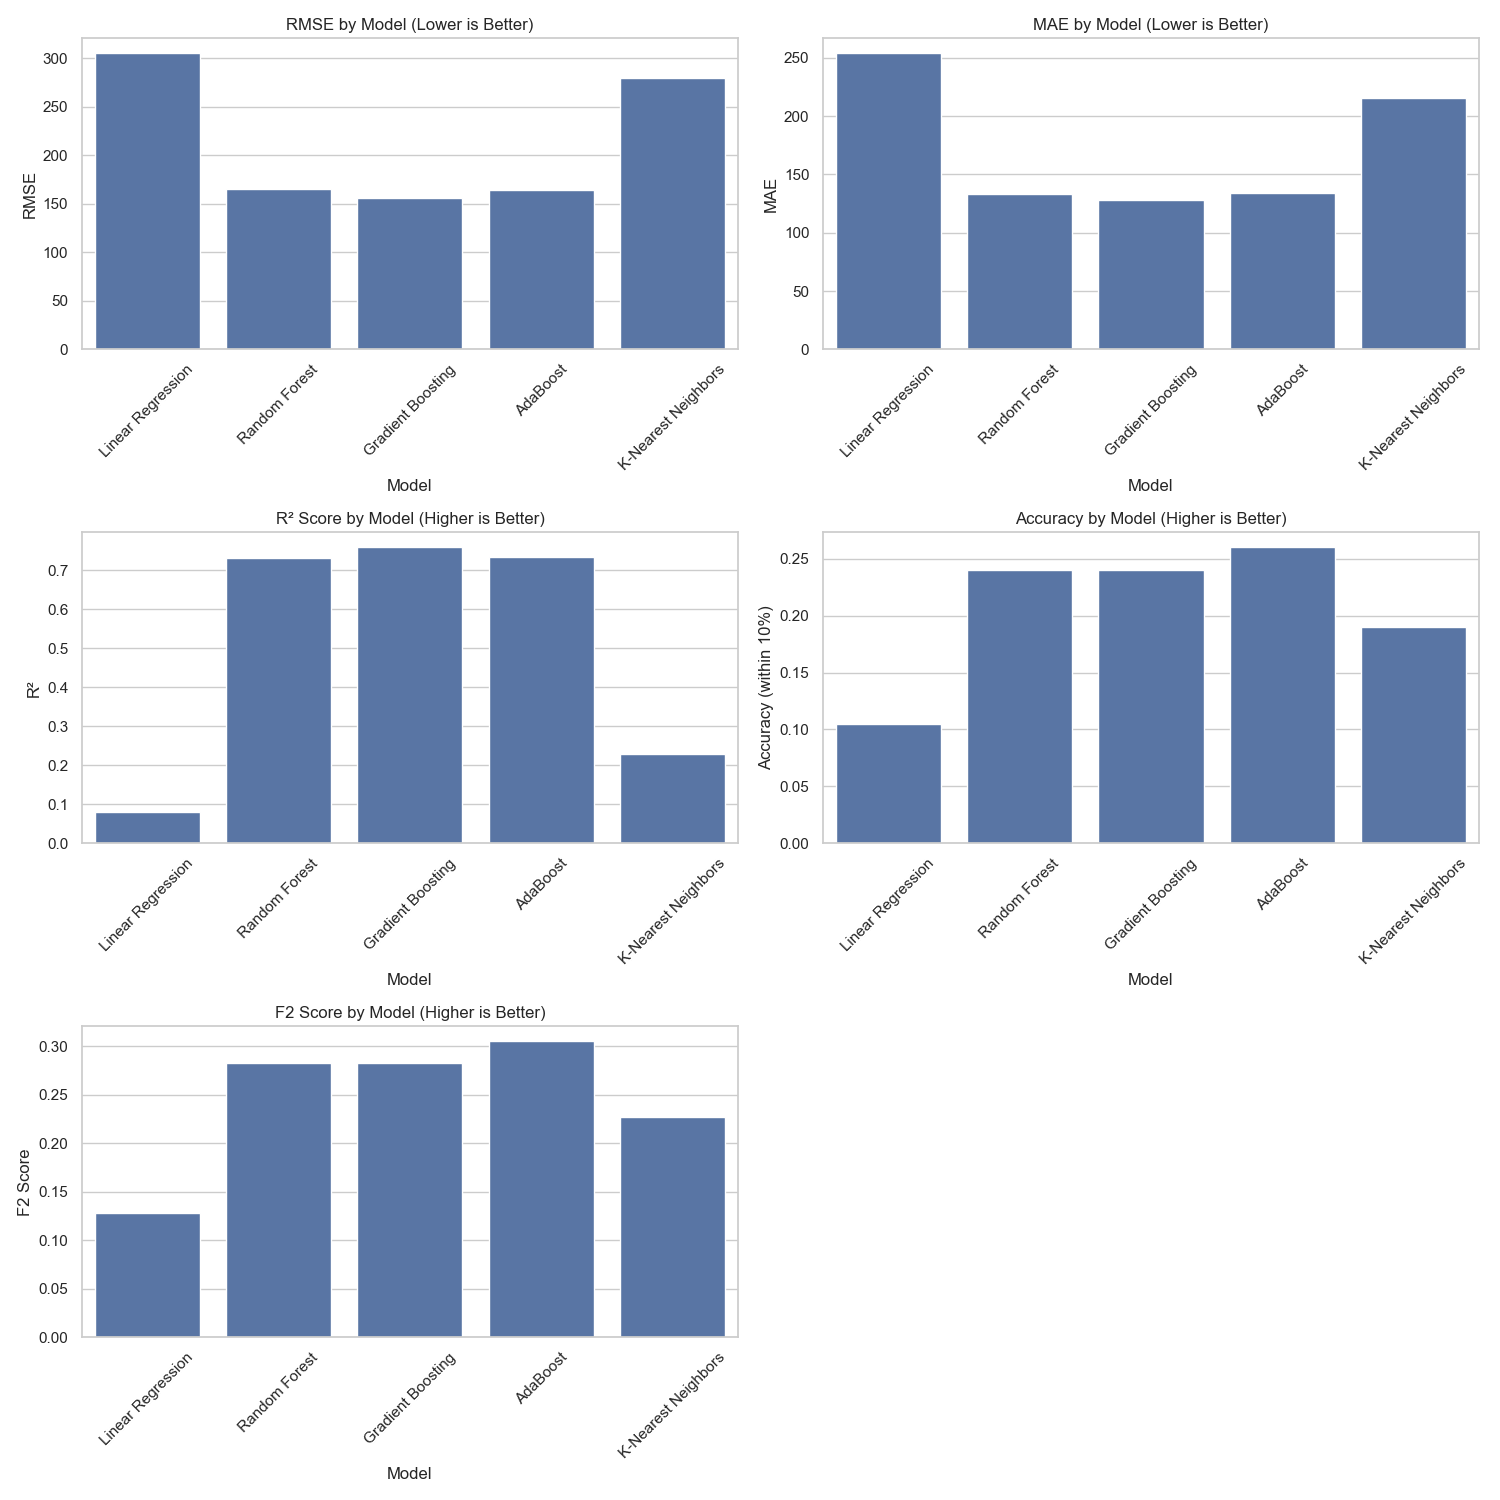 RMSE by Model (Lower is Better)
RMSE
300
250
200
150
100
50
0
Linear Regression
Random Forest
Gradient Boosting
AdaBoost
K-Nearest Neighbors
Model
MAE by Model (Lower is Better)
MAE
250
200
150
100
50
0
Linear Regression
Random Forest
Gradient Boosting
AdaBoost
K-Nearest Neighbors
Model
R² Score by Model (Higher is Better)
R²
0.7
0.6
0.5
0.4
0.3
0.2
0.1
0.0
Linear Regression
Random Forest
Gradient Boosting
AdaBoost
K-Nearest Neighbors
Model
Accuracy by Model (Higher is Better)
Accuracy (within 10%)
0.25
0.20
0.15
0.10
0.05
0.00
Linear Regression
Random Forest
Gradient Boosting
AdaBoost
K-Nearest Neighbors
Model
F2 Score by Model (Higher is Better)
F2 Score
0.30
0.25
0.20
0.15
0.10
0.05
0.00
Linear Regression
Random Forest
Gradient Boosting
AdaBoost
K-Nearest Neighbors
Model